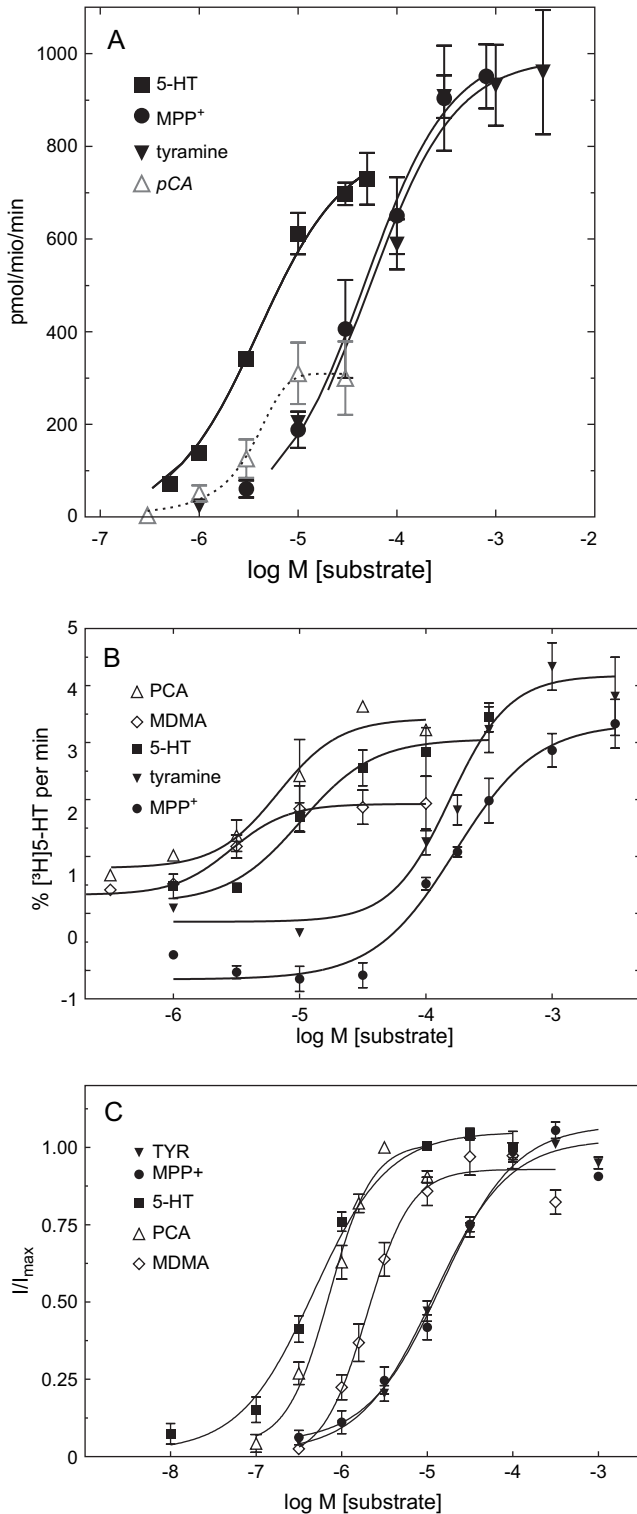 A
1000
800
600
400
200
0
pmol/mio/min
5-HT
MPP⁺
tyramine
pCA
-7 -6 -5 -4 -3 -2
log M [substrate]
B
5
4
3
2
1
0
-1
% [³H]5-HT per min
PCA
MDMA
5-HT
tyramine
MPP⁺
-6 -5 -4 -3
log M [substrate]
C
1.00
0.75
0.50
0.25
0
I/Imax
TYR
MPP+
5-HT
PCA
MDMA
-8 -7 -6 -5 -4 -3
log M [substrate]